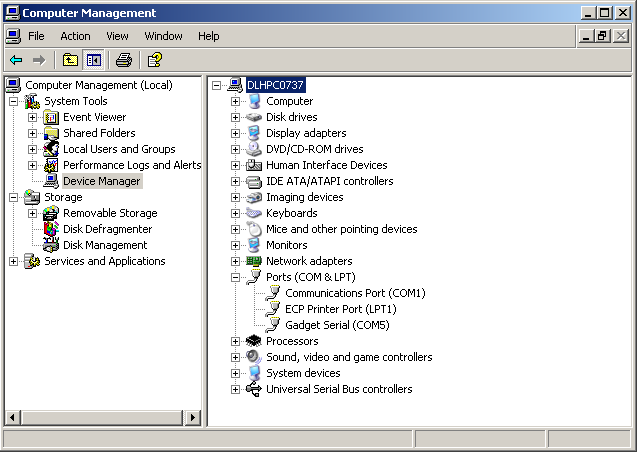 Computer Management
File Action View Window Help
Computer Management (Local)
System Tools
Event Viewer
Shared Folders
Local Users and Groups
Performance Logs and Alerts
Device Manager
Storage
Removable Storage
Disk Defragmenter
Disk Management
Services and Applications
DLHPC0737
Computer
Disk drives
Display adapters
DVD/CD-ROM drives
Human Interface Devices
IDE ATA/ATAPI controllers
Imaging devices
Keyboards
Mice and other pointing devices
Monitors
Network adapters
Ports (COM & LPT)
Communications Port (COM1)
ECP Printer Port (LPT1)
Gadget Serial (COM5)
Processors
Sound, video and game controllers
System devices
Universal Serial Bus controllers